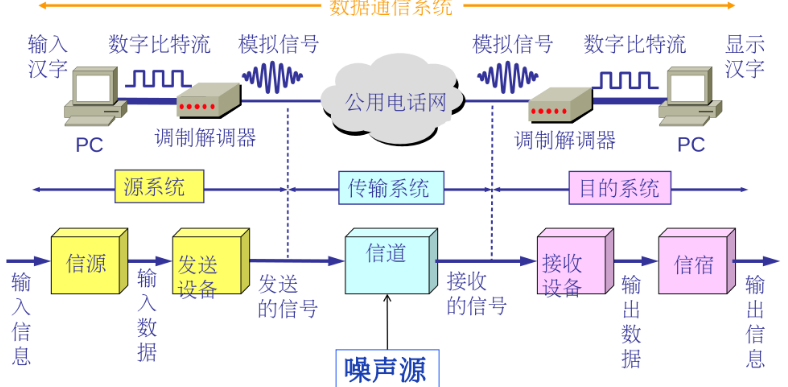 数据通信系统
输入
汉字
数字比特流
模拟信号
模拟信号
数字比特流
显示
汉字
公用电话网
PC
调制解调器
调制解调器
PC
源系统
传输系统
目的系统
信源
发送
设备
信道
接收
设备
信宿
输入信息
输入数据
发送
的信号
接收
的信号
输出数据
输出信息
噪声源